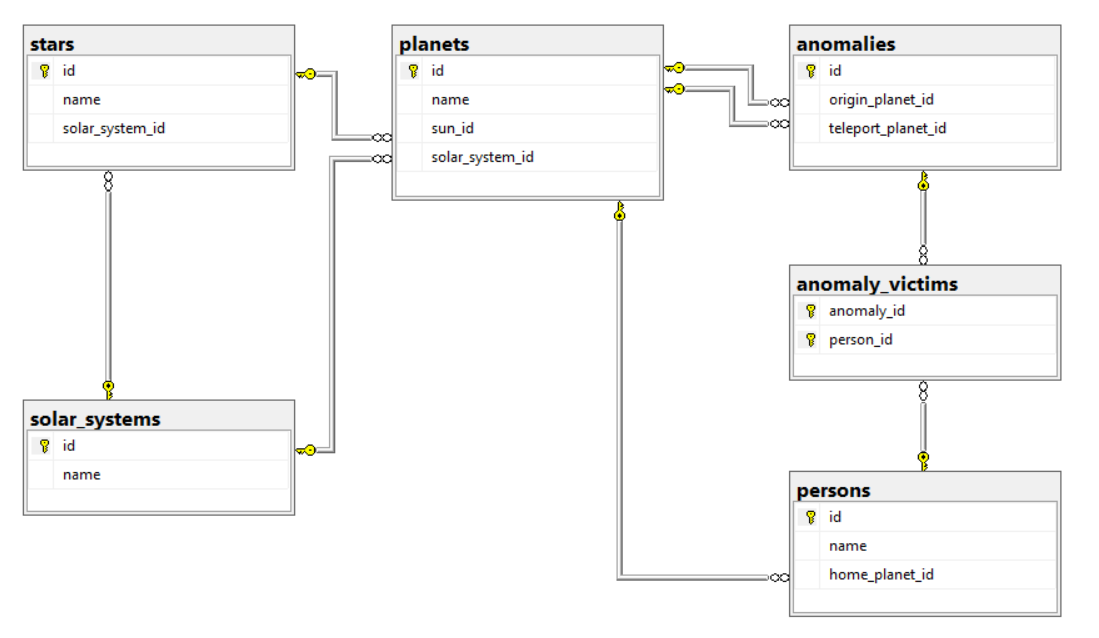 stars
id
name
solar_system_id
planets
id
name
sun_id
solar_system_id
anomalies
id
origin_planet_id
teleport_planet_id
anomaly_victims
anomaly_id
person_id
solar_systems
id
name
persons
id
name
home_planet_id